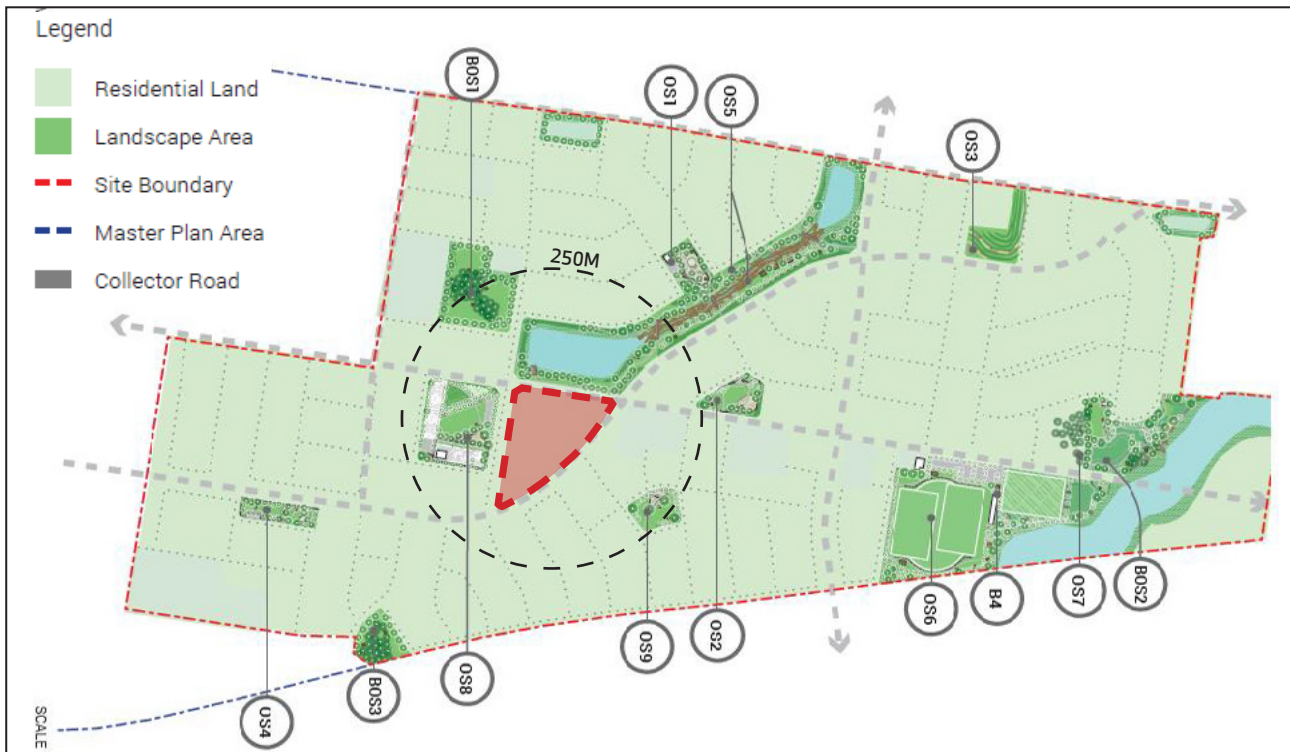 Legend
Residential Land
Landscape Area
Site Boundary
Master Plan Area
Collector Road
BOS1
OS1
OS5
OS3
250M
OS4
BOS3
OS8
OS9
OS2
OS6
B4
OS7
BOS2
SCALE